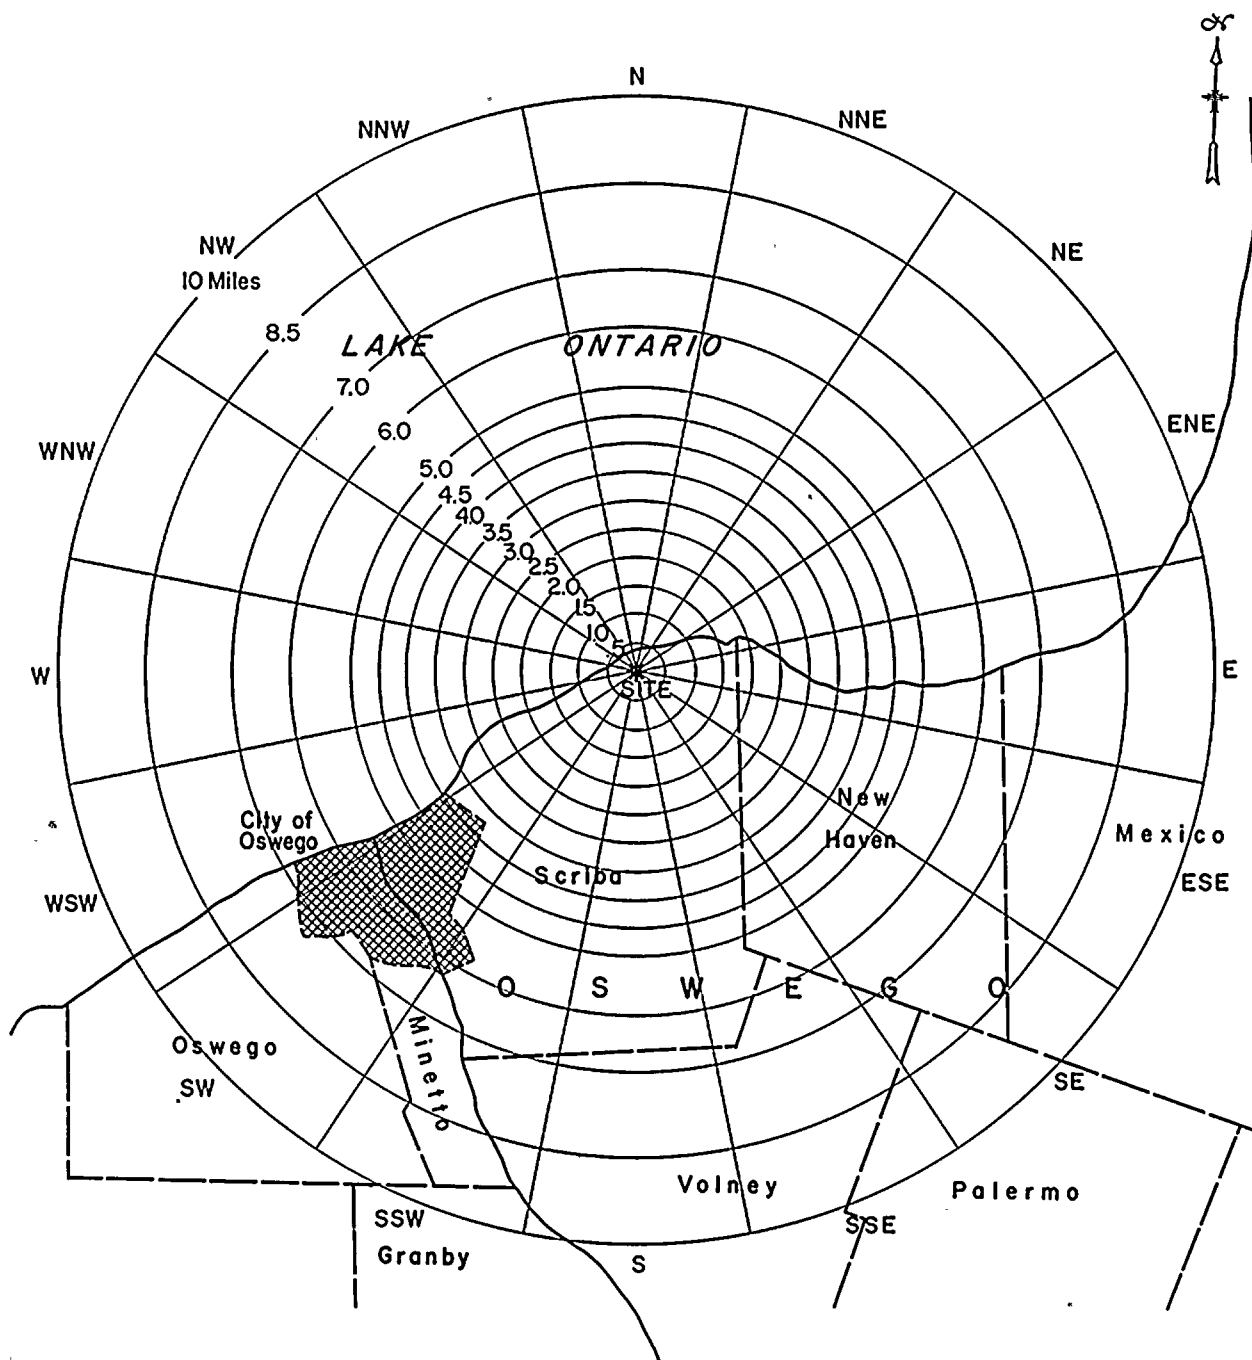 N
N
NNW
NNE
NW
NE
10 Miles
8.5
LAKE ONTARIO
7.0
6.0
ENE
WNW
5.0
4.5
4.0
3.5
3.0
2.5
2.0
1.5
1.0
.5
W
SITE
E
New
Haven
City of
Oswego
Mexico
Scriba
ESE
WSW
OSWEGO
Minetto
Oswego
SW
SE
Volney
Palermo
SSW
SSE
Granby
S